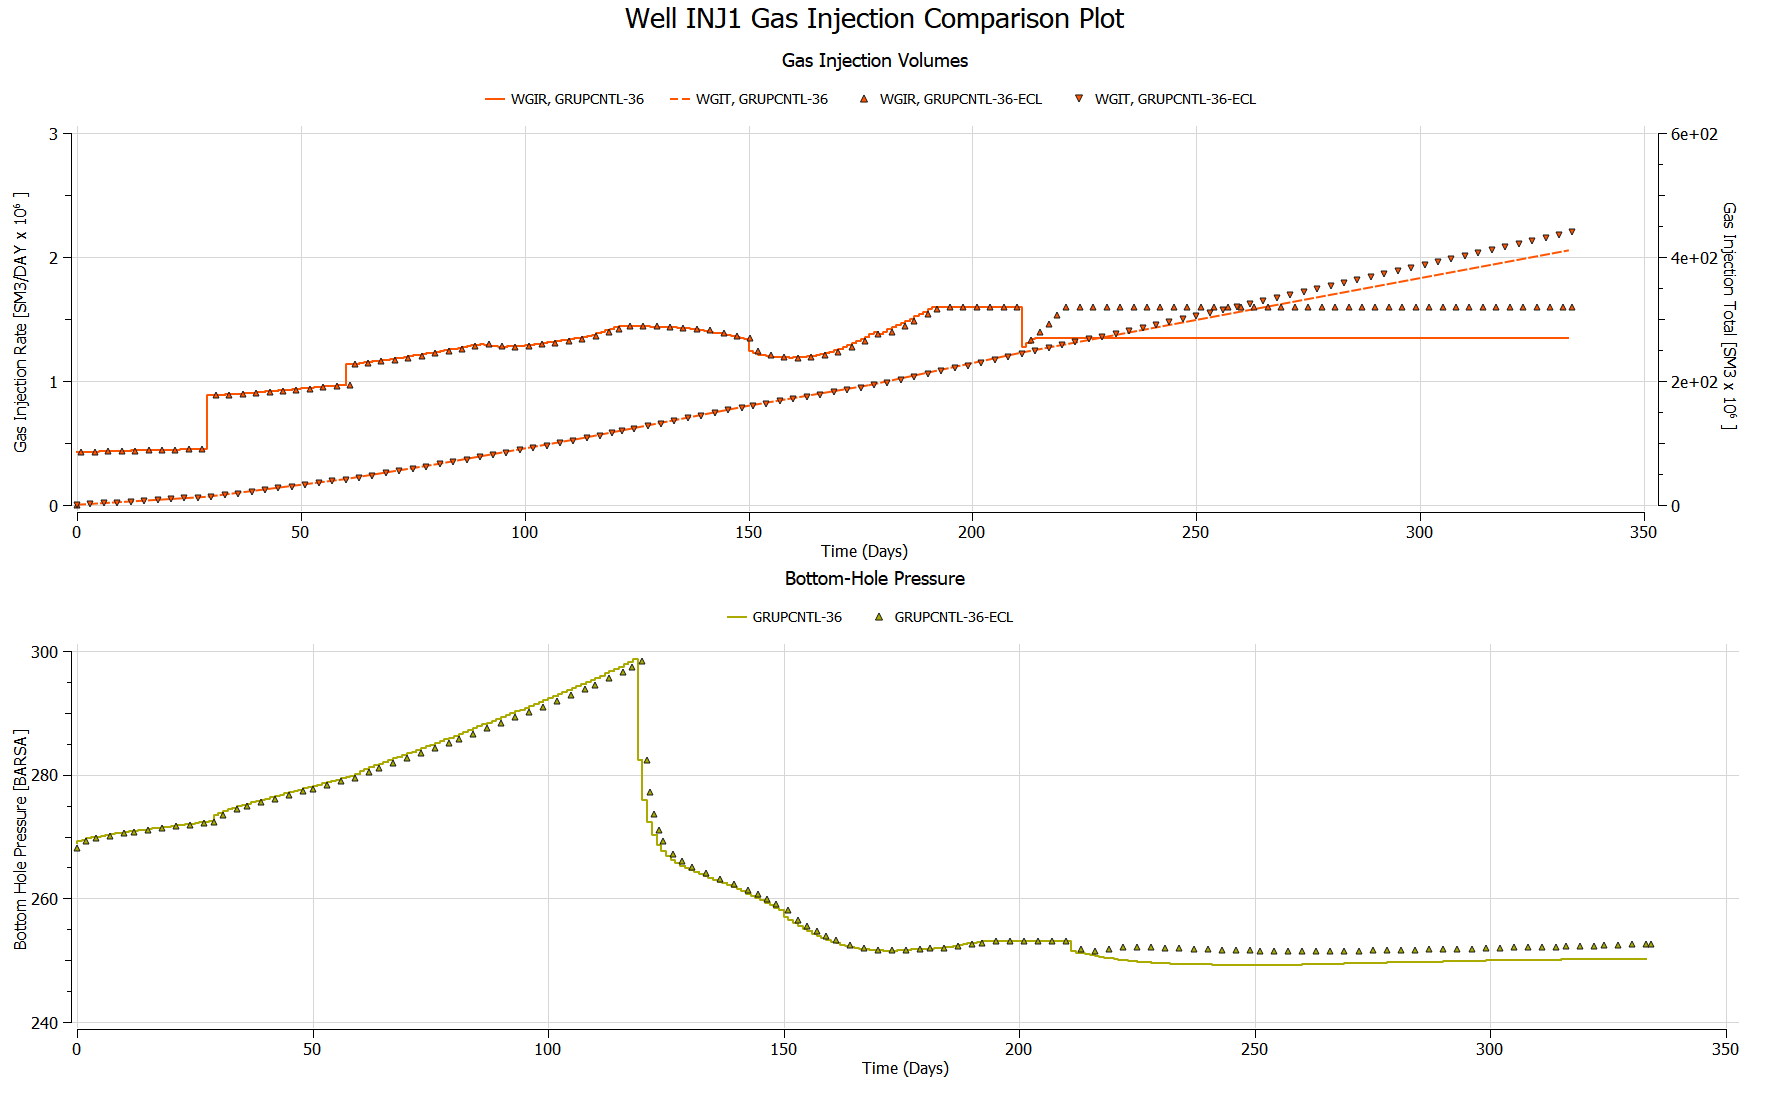 Well INJ1 Gas Injection Comparison Plot
Gas Injection Volumes
WGIR, GRUPCNTL-36 WGIT, GRUPCNTL-36 WGIR, GRUPCNTL-36-ECL WGIT, GRUPCNTL-36-ECL
Gas Injection Rate [SM3/DAY x 10⁶ ]
3
2
1
0
6e+02
4e+02
2e+02
0
Gas Injection Total [SM3 x 10⁶ ]
0 50 100 150 200 250 300 350
Time (Days)
Bottom-Hole Pressure
GRUPCNTL-36 GRUPCNTL-36-ECL
Bottom Hole Pressure [BARSA]
300
280
260
240
0 50 100 150 200 250 300 350
Time (Days)